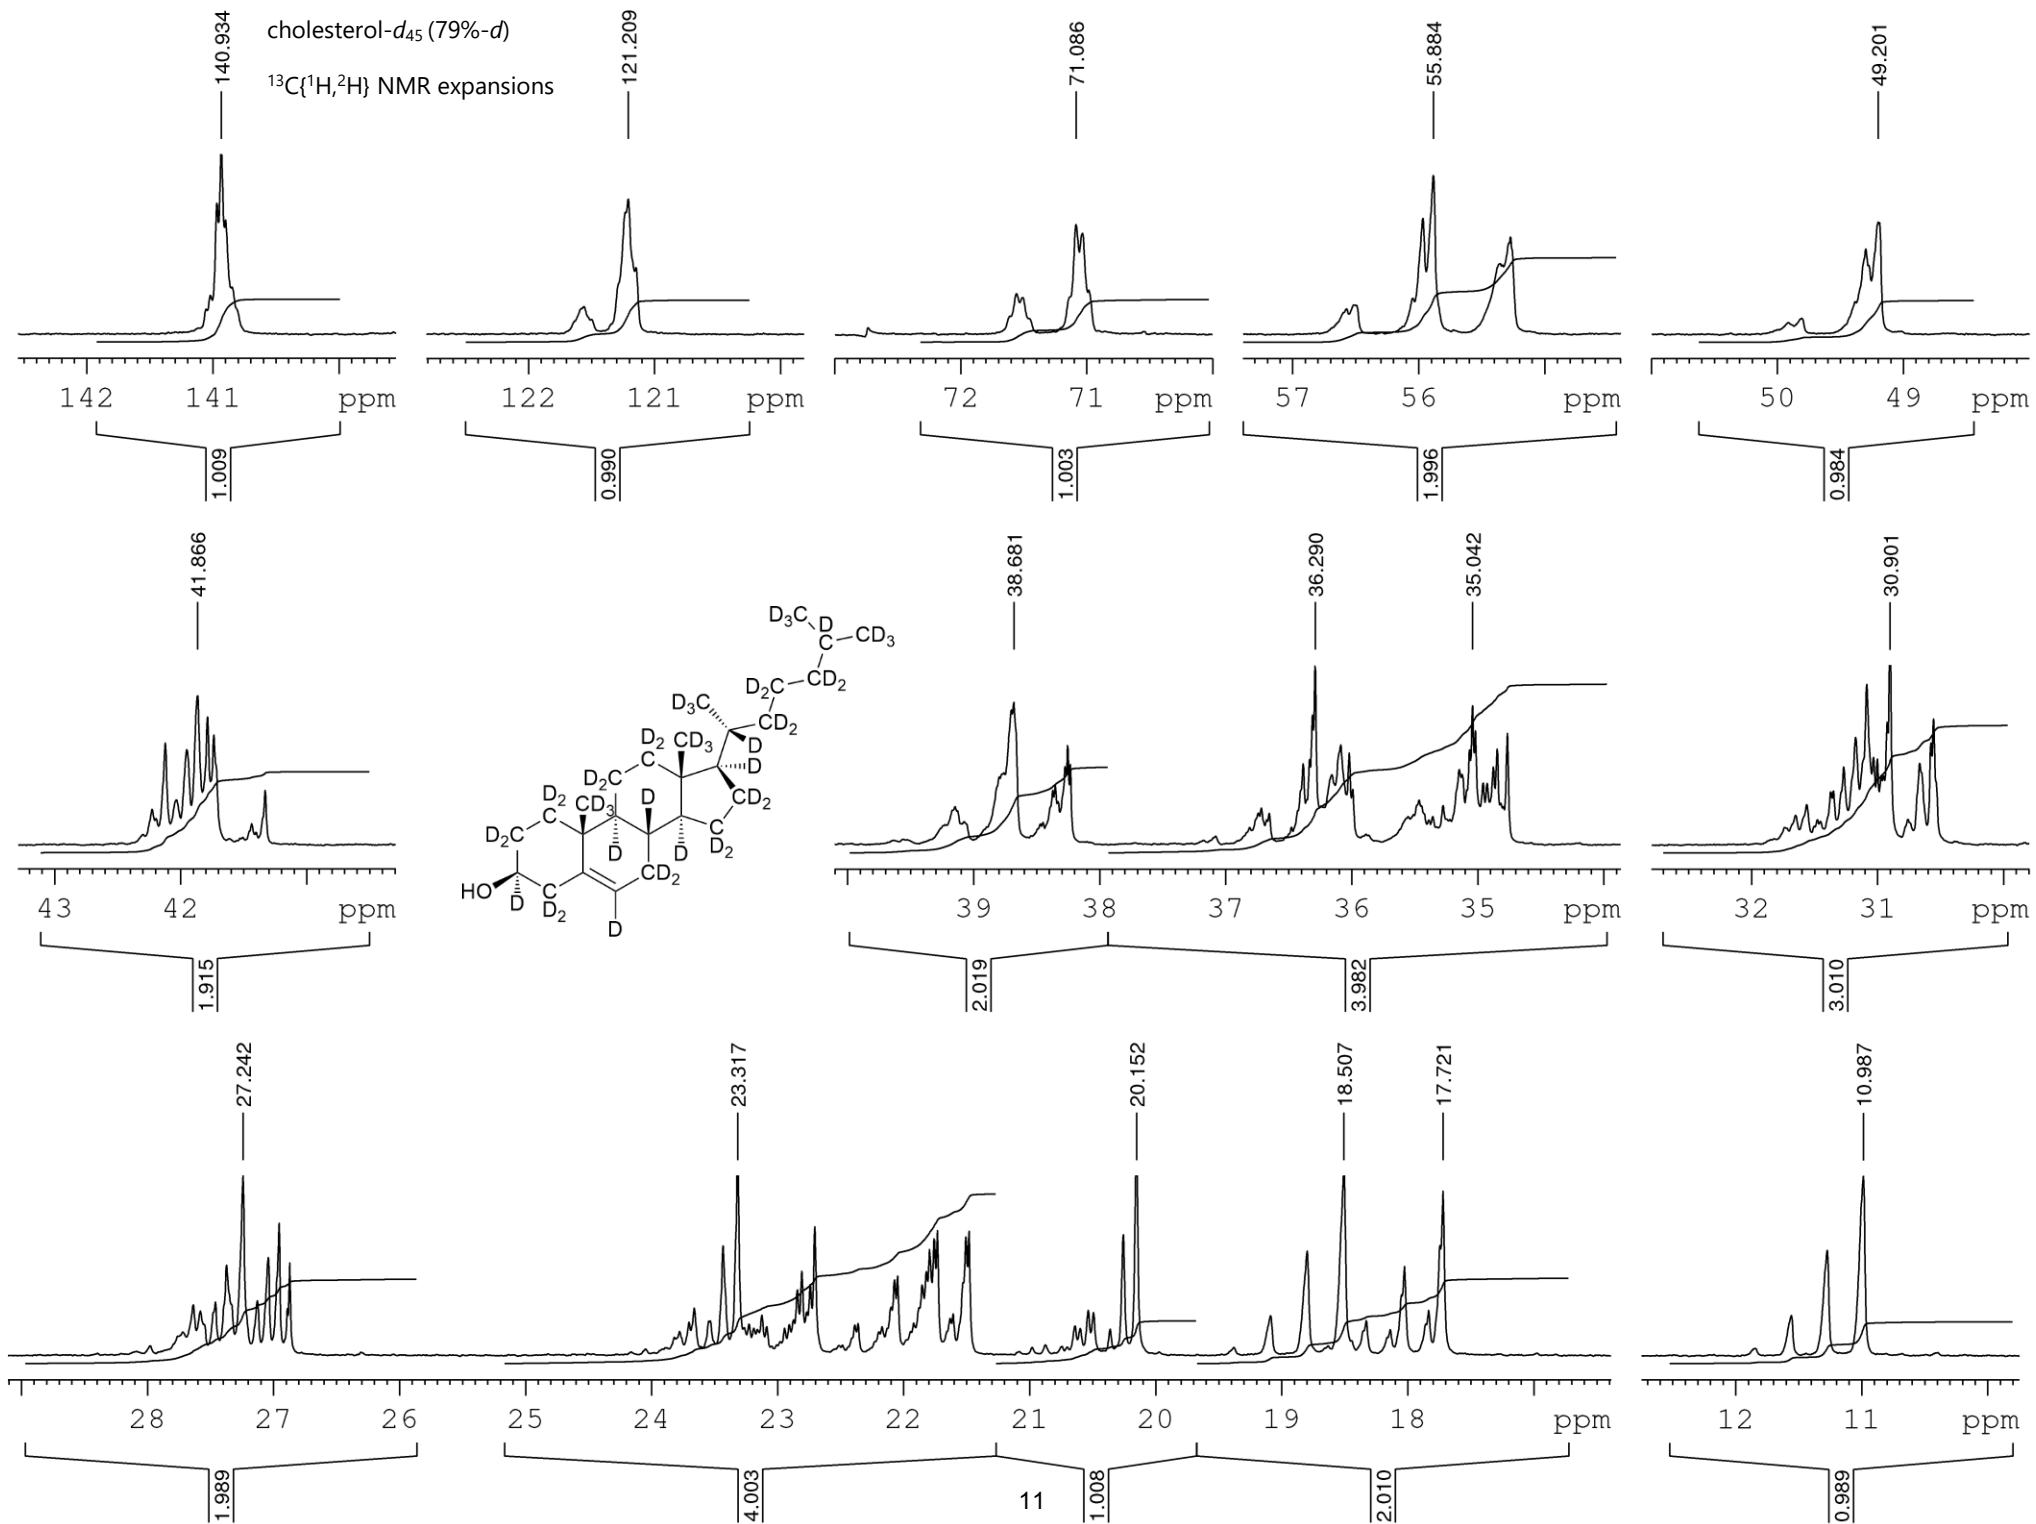 cholesterol-d₄₅ (79%-d)
¹³C{¹H,²H} NMR expansions
140.934
121.209
71.086
55.884
49.201
142 141 ppm
122 121 ppm
72 71 ppm
57 56 ppm
50 49 ppm
1.009
0.990
1.003
1.996
0.984
41.866
38.681
36.290
35.042
30.901
D₃C D
C CD₃
D₂C CD₂
D₃C
CD₂
D₂ CD₃ D
C D
D₂C
D₂ CD₃ D CD₂
C
D₂C C
D D D₂
CD₂
HO
D C
D₂
D
43 42 ppm
39 38 37 36 35 ppm
32 31 ppm
1.915
2.019
3.982
3.010
27.242
23.317
20.152
18.507
17.721
10.987
28 27 26
25 24 23 22 21 20 19 18 ppm
12 11 ppm
1.989
4.003
1.008
2.010
0.989
11